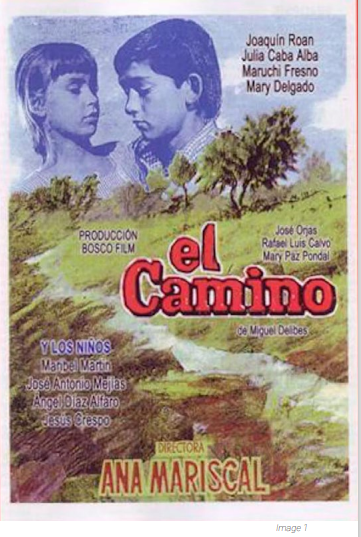 Joaquín Roan
Julia Caba Alba
Maruchi Fresno
Mary Delgado
PRODUCCIÓN
BOSCO FILM
José Orjas
Rafael Luis Calvo
Mary Paz Pondal
el
Camino
de Miguel Delibes
Y LOS NIÑOS
Maribel Martín
José Antonio Mejías
Ángel Díaz Alfaro
Jesús Crespo
DIRECTORA
ANA MARISCAL
Image 1